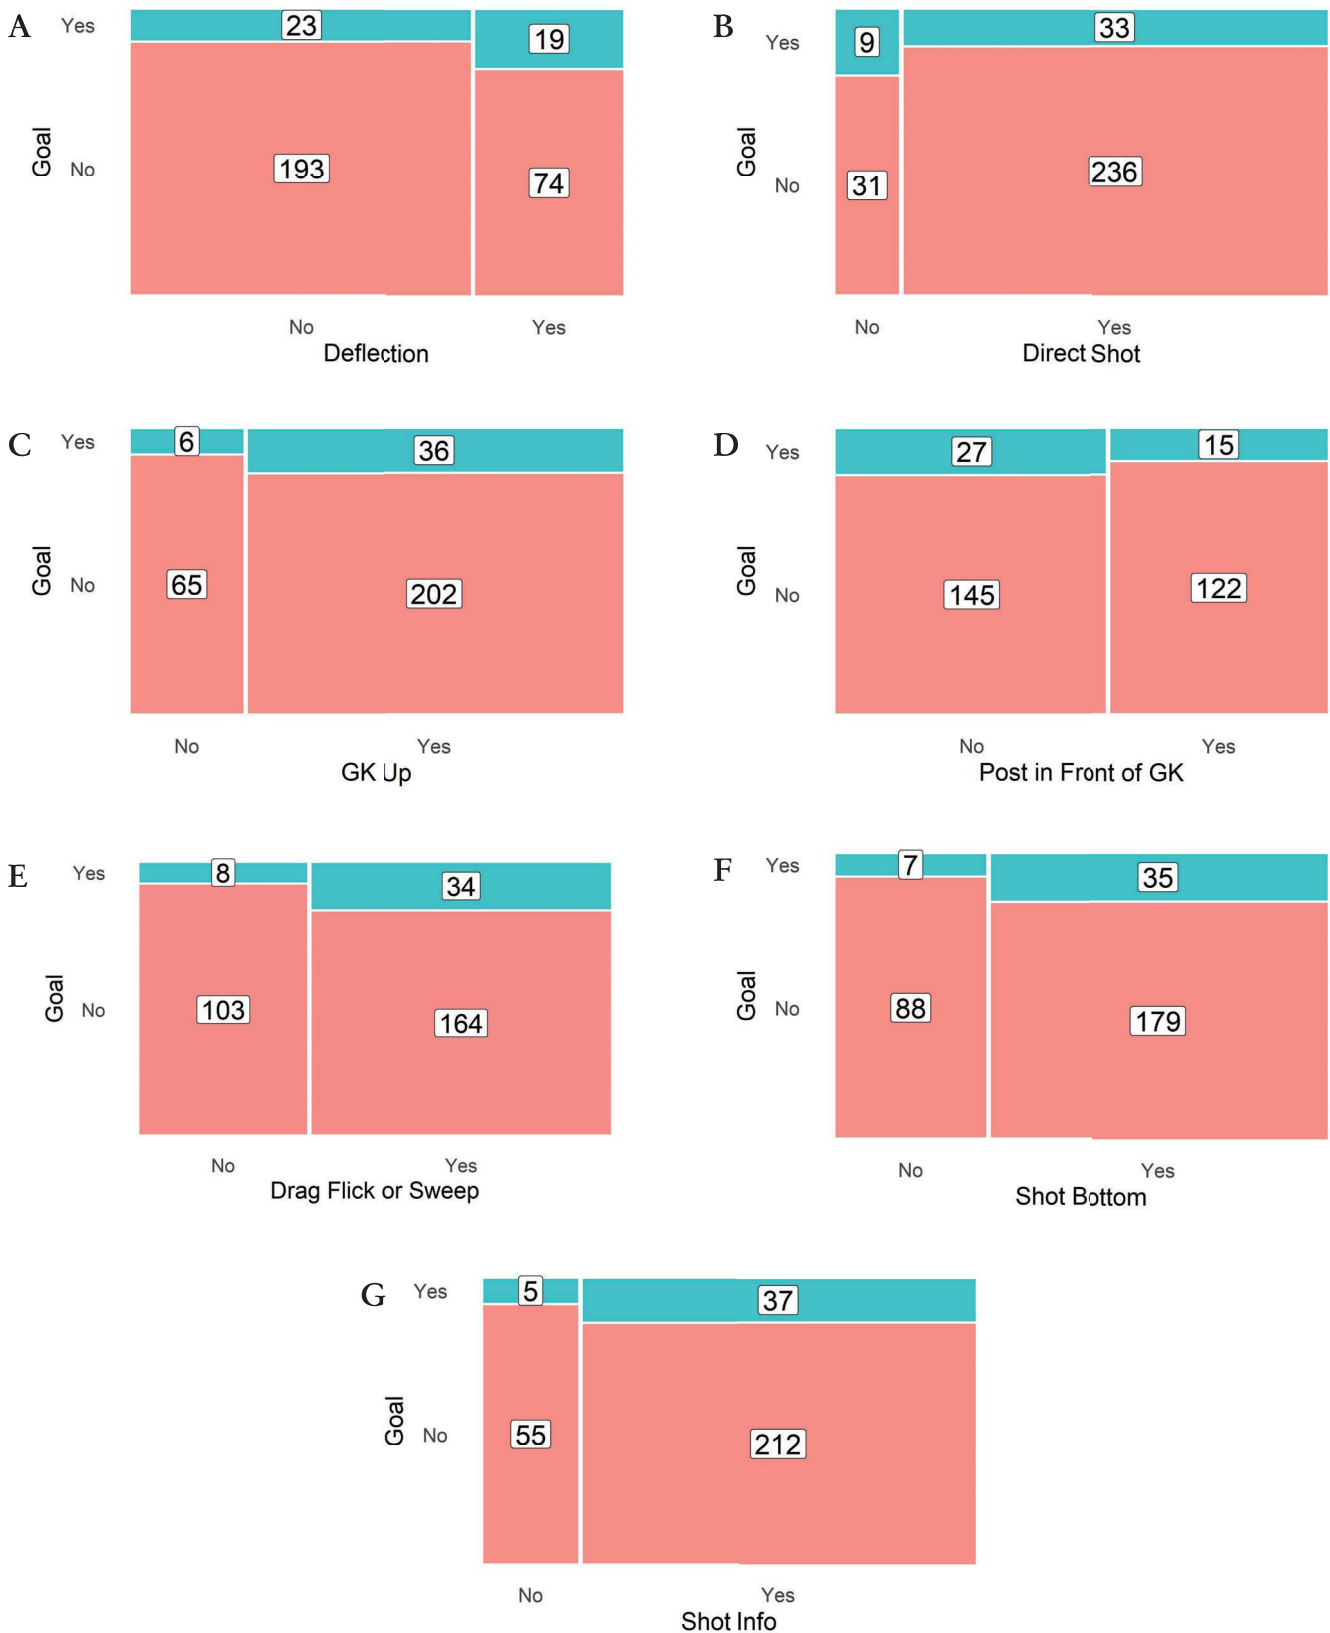 A
Yes
23
19
Goal
No
193
74
No
Yes
Deflection
B
Yes
9
33
Goal
No
31
236
No
Yes
Direct Shot
C
Yes
6
36
Goal
No
65
202
No
Yes
GK Up
D
Yes
27
15
Goal
No
145
122
No
Yes
Post in Front of GK
E
Yes
8
34
Goal
No
103
164
No
Yes
Drag Flick or Sweep
F
Yes
7
35
Goal
No
88
179
No
Yes
Shot Bottom
G
Yes
5
37
Goal
No
55
212
No
Yes
Shot Info